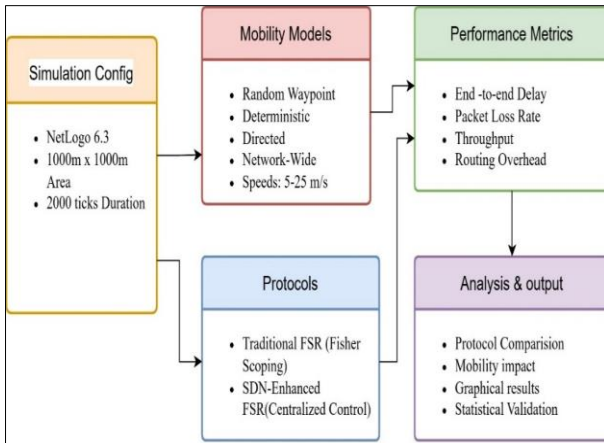 Simulation Config
• NetLogo 6.3
• 1000m x 1000m
Area
• 2000 ticks Duration
Mobility Models
• Random Waypoint
• Deterministic
• Directed
• Network-Wide
• Speeds: 5-25 m/s
Protocols
• Traditional FSR (Fisher
Scoping)
• SDN-Enhanced
FSR(Centralized Control)
Performance Metrics
• End -to-end Delay
• Packet Loss Rate
• Throughput
• Routing Overhead
Analysis & output
• Protocol Comparision
• Mobility impact
• Graphical results
• Statistical Validation